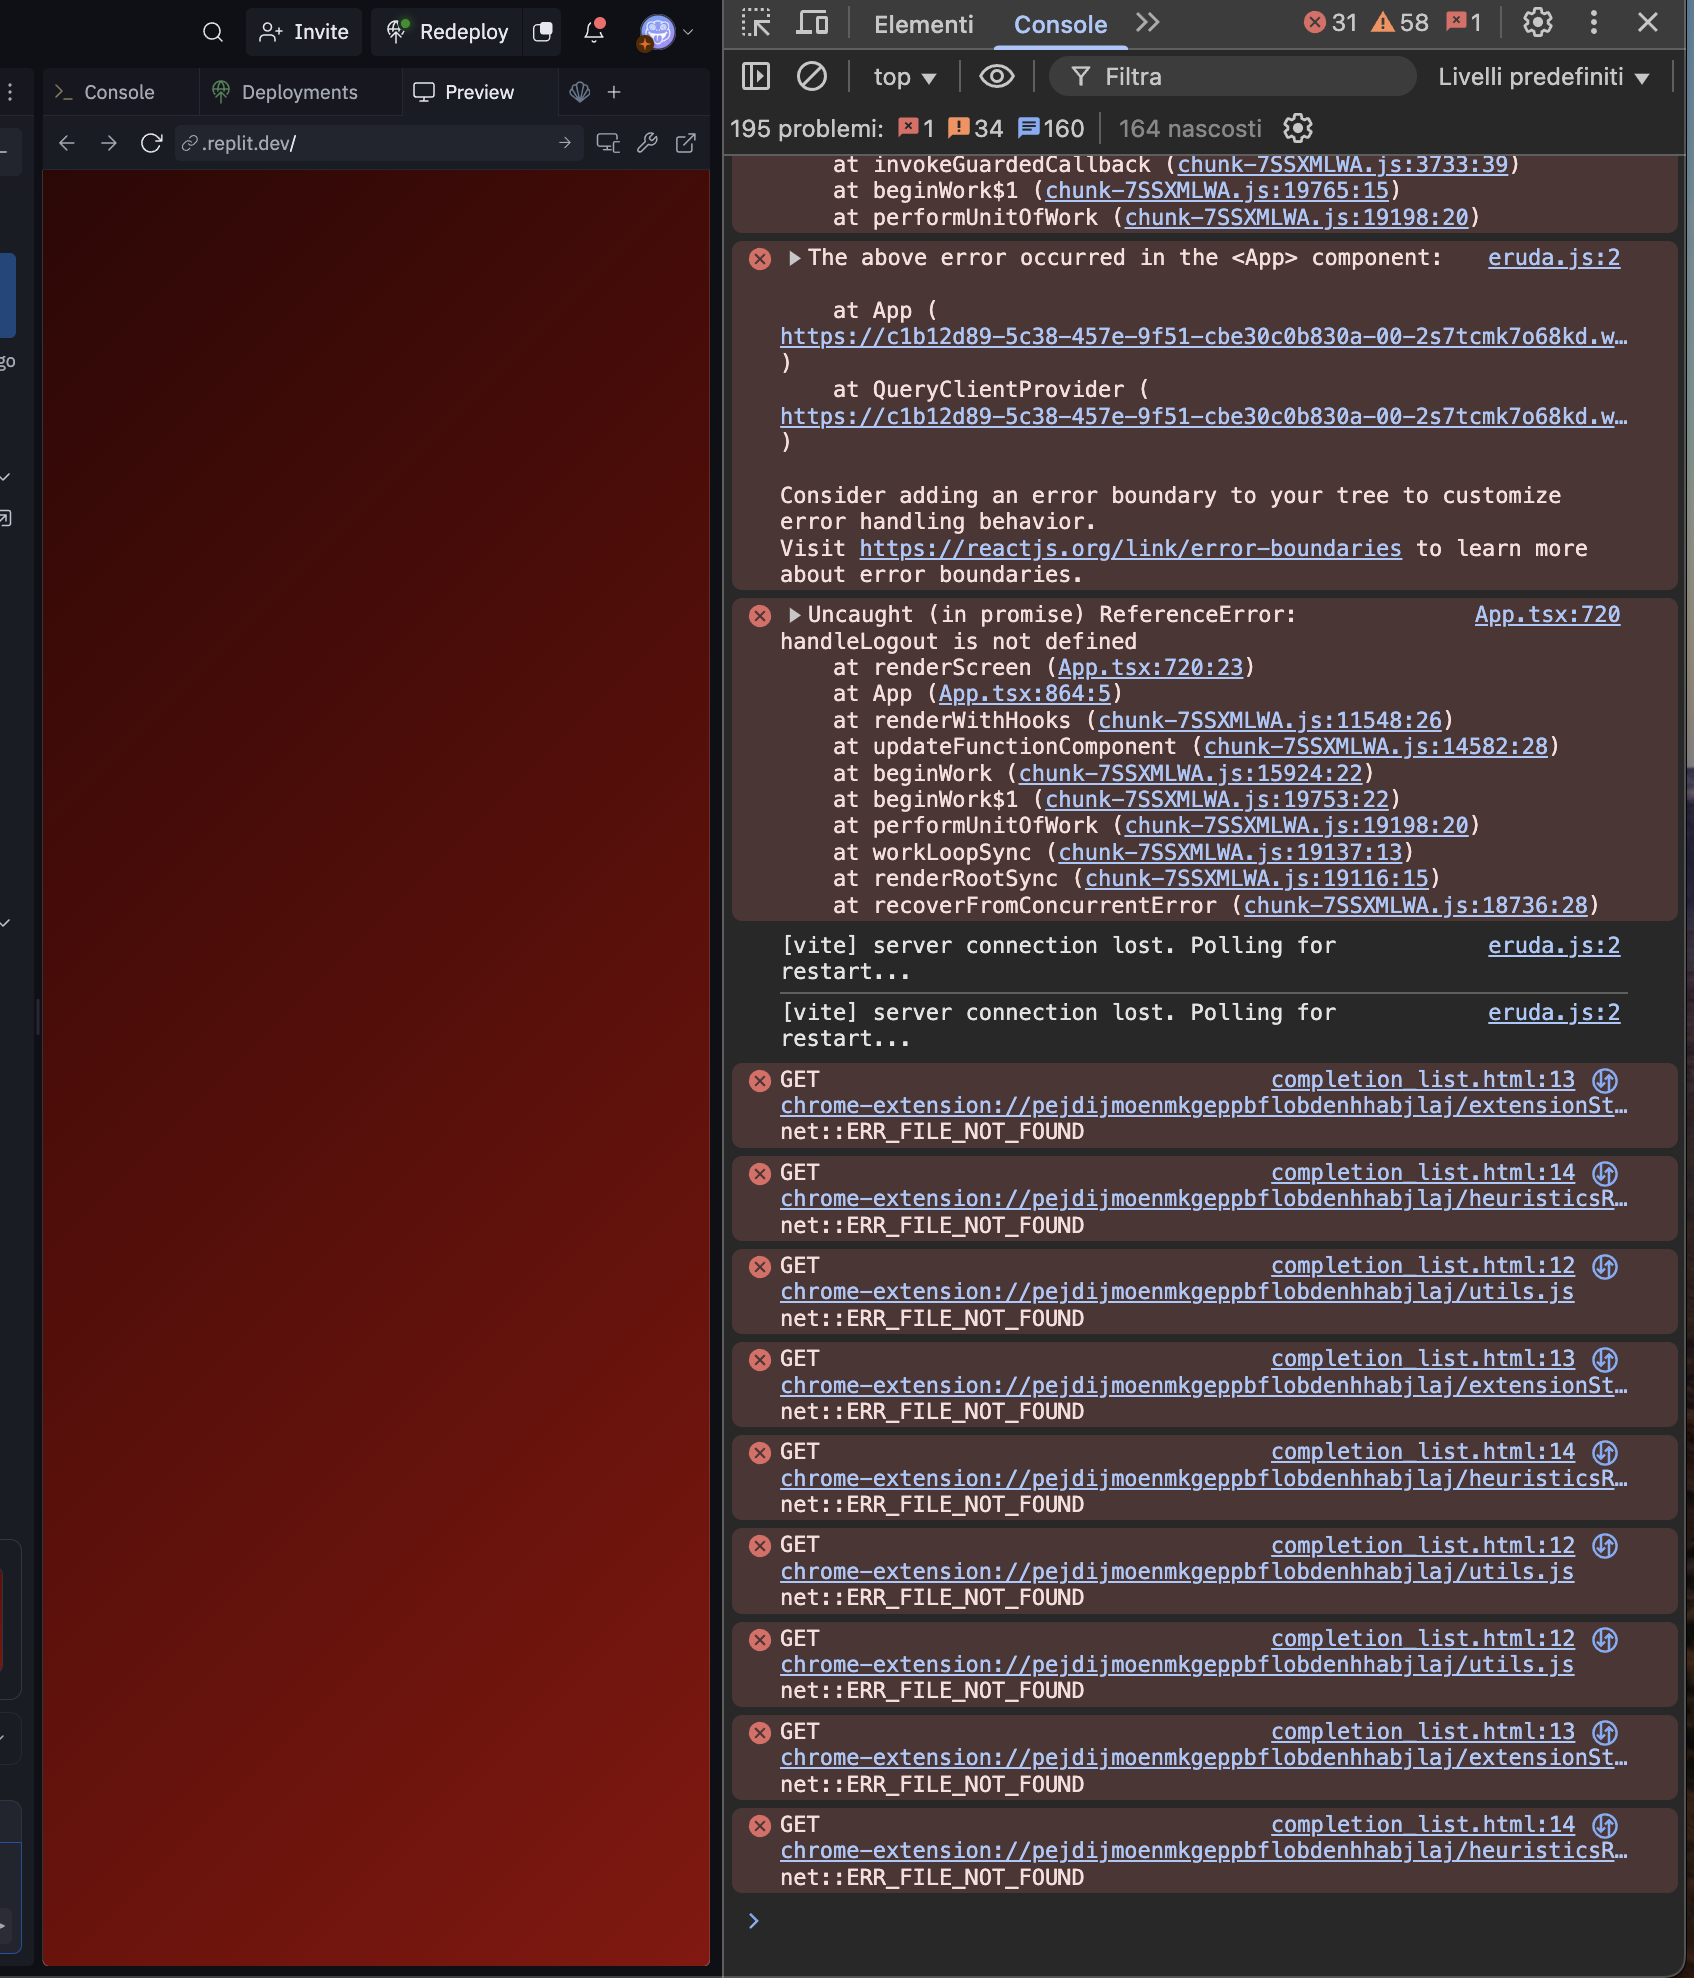 Invite
Redeploy
Console
Deployments
Preview
.replit.dev/
go
Elementi
Console
31
58
1
top
Filtra
Livelli predefiniti
195 problemi: 1 34 160 164 nascosti
at invokeGuardedCallback (chunk-7SSXMLWA.js:3733:39)
at beginWork$1 (chunk-7SSXMLWA.js:19765:15)
at performUnitOfWork (chunk-7SSXMLWA.js:19198:20)
The above error occurred in the <App> component: eruda.js:2
at App (
https://c1b12d89-5c38-457e-9f51-cbe30c0b830a-00-2s7tcmk7o68kd.w…
)
at QueryClientProvider (
https://c1b12d89-5c38-457e-9f51-cbe30c0b830a-00-2s7tcmk7o68kd.w…
)
Consider adding an error boundary to your tree to customize
error handling behavior.
Visit https://reactjs.org/link/error-boundaries to learn more
about error boundaries.
Uncaught (in promise) ReferenceError: App.tsx:720
handleLogout is not defined
at renderScreen (App.tsx:720:23)
at App (App.tsx:864:5)
at renderWithHooks (chunk-7SSXMLWA.js:11548:26)
at updateFunctionComponent (chunk-7SSXMLWA.js:14582:28)
at beginWork (chunk-7SSXMLWA.js:15924:22)
at beginWork$1 (chunk-7SSXMLWA.js:19753:22)
at performUnitOfWork (chunk-7SSXMLWA.js:19198:20)
at workLoopSync (chunk-7SSXMLWA.js:19137:13)
at renderRootSync (chunk-7SSXMLWA.js:19116:15)
at recoverFromConcurrentError (chunk-7SSXMLWA.js:18736:28)
[vite] server connection lost. Polling for eruda.js:2
restart...
[vite] server connection lost. Polling for eruda.js:2
restart...
GET completion_list.html:13
chrome-extension://pejdijmoenmkgeppbflobdenhhabjlaj/extensionSt…
net::ERR_FILE_NOT_FOUND
GET completion_list.html:14
chrome-extension://pejdijmoenmkgeppbflobdenhhabjlaj/heuristicsR…
net::ERR_FILE_NOT_FOUND
GET completion_list.html:12
chrome-extension://pejdijmoenmkgeppbflobdenhhabjlaj/utils.js
net::ERR_FILE_NOT_FOUND
GET completion_list.html:13
chrome-extension://pejdijmoenmkgeppbflobdenhhabjlaj/extensionSt…
net::ERR_FILE_NOT_FOUND
GET completion_list.html:14
chrome-extension://pejdijmoenmkgeppbflobdenhhabjlaj/heuristicsR…
net::ERR_FILE_NOT_FOUND
GET completion_list.html:12
chrome-extension://pejdijmoenmkgeppbflobdenhhabjlaj/utils.js
net::ERR_FILE_NOT_FOUND
GET completion_list.html:12
chrome-extension://pejdijmoenmkgeppbflobdenhhabjlaj/utils.js
net::ERR_FILE_NOT_FOUND
GET completion_list.html:13
chrome-extension://pejdijmoenmkgeppbflobdenhhabjlaj/extensionSt…
net::ERR_FILE_NOT_FOUND
GET completion_list.html:14
chrome-extension://pejdijmoenmkgeppbflobdenhhabjlaj/heuristicsR…
net::ERR_FILE_NOT_FOUND